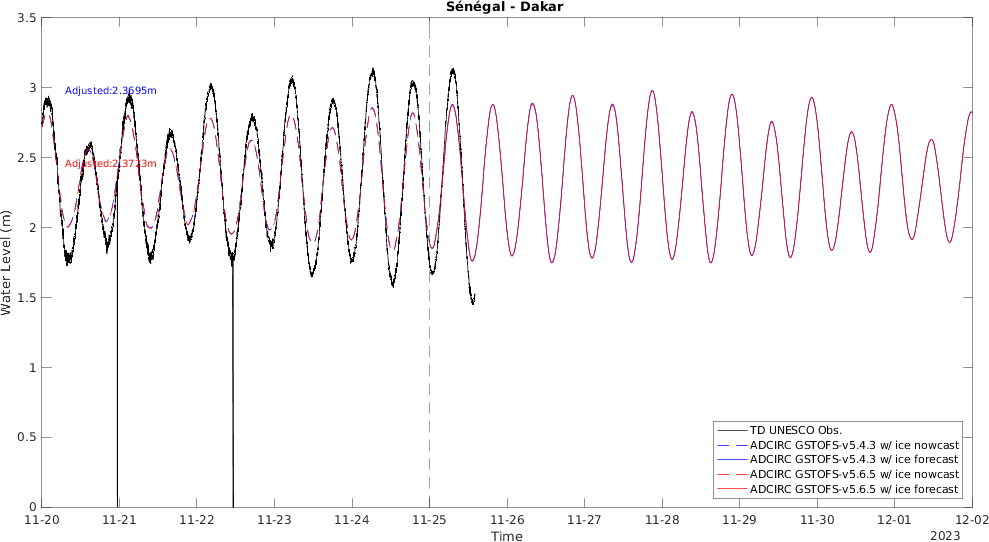 Sénégal - Dakar
3.5
3
2.5
2
1.5
1
0.5
0
Water Level (m)
Adjusted:2.3695m
Adjusted:2.3723m
TD UNESCO Obs.
ADCIRC GSTOFS-v5.4.3 w/ ice nowcast
ADCIRC GSTOFS-v5.4.3 w/ ice forecast
ADCIRC GSTOFS-v5.6.5 w/ ice nowcast
ADCIRC GSTOFS-v5.6.5 w/ ice forecast
11-20 11-21 11-22 11-23 11-24 11-25 11-26 11-27 11-28 11-29 11-30 12-01 12-02
Time
2023